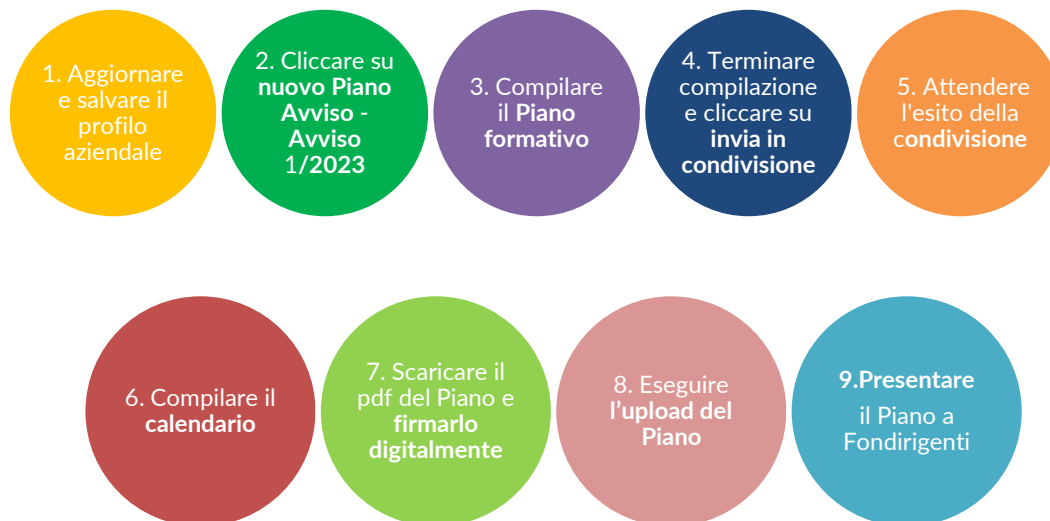 1. Aggiornare
e salvare il
profilo
aziendale
2. Cliccare su
nuovo Piano
Avviso -
Avviso
1/2023
3. Compilare
il Piano
formativo
4. Terminare
compilazione
e cliccare su
invia in
condivisione
5. Attendere
l'esito della
condivisione
6. Compilare il
calendario
7. Scaricare il
pdf del Piano e
firmarlo
digitalmente
8. Eseguire
l’upload del
Piano
9.Presentare
il Piano a
Fondirigenti